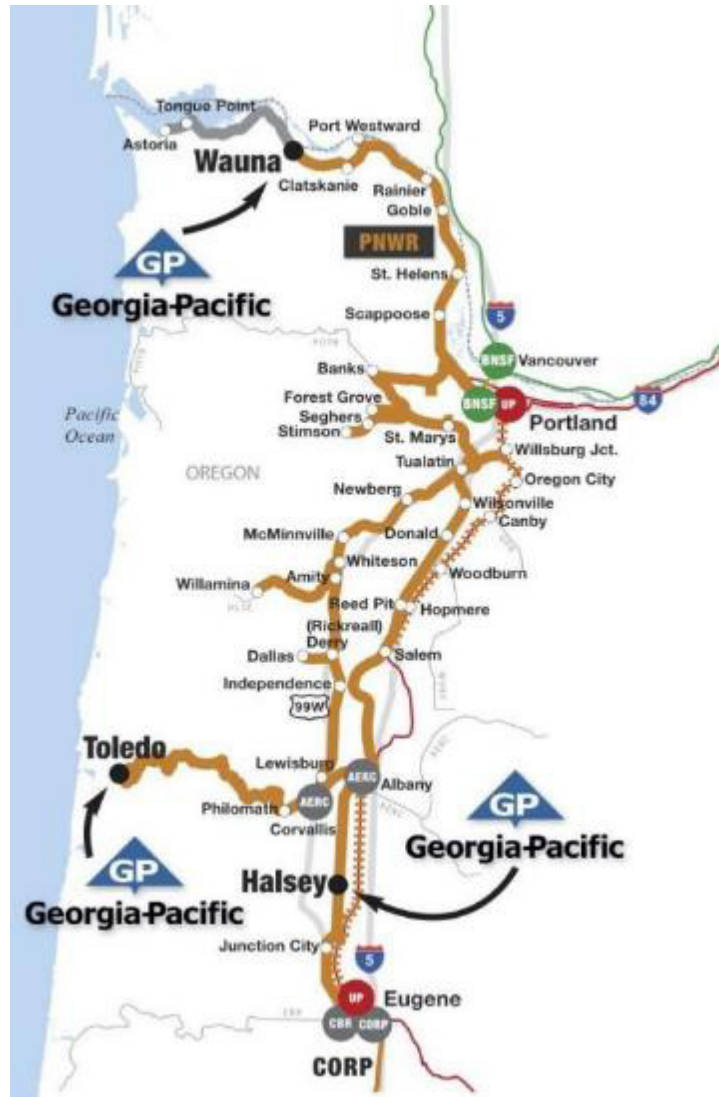 Tongue Point
Astoria
Port Westward
Wauna
Clatskanie
Rainier
Goble
PNWR
GP
Georgia-Pacific
St. Helens
Scappoose
5
BNSF
Vancouver
Banks
Forest Grove
Seghers
Stimson
BNSF
UP
84
Portland
Pacific
Ocean
St. Marys
Willsburg Jct.
Tualatin
OREGON
Oregon City
Newberg
Wilsonville
Canby
McMinnville
Donald
Whiteson
Woodburn
Willamina
Amity
Reed Pit
Hopmere
(Rickreall)
Derry
Dallas
Salem
Independence
99W
Toledo
Lewisburg
AERC
AERC
Albany
AERC
Philomath
Corvallis
GP
Georgia-Pacific
GP
Georgia-Pacific
Halsey
Junction City
5
UP
Eugene
CBR
CBR
CORP
CORP